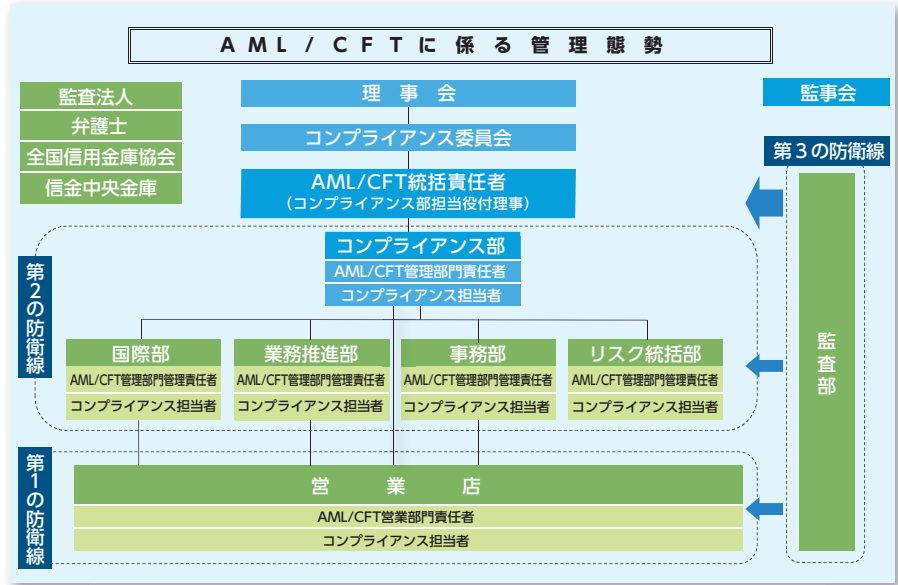 AML/CFTに係る管理態勢
監査法人
弁護士
全国信用金庫協会
信金中央金庫
理事会
コンプライアンス委員会
AML/CFT統括責任者
(コンプライアンス部担当役付理事)
監事会
第3の防衛線
監査部
第2の防衛線
コンプライアンス部
AML/CFT管理部門責任者
コンプライアンス担当者
国際部
AML/CFT管理部門管理責任者
コンプライアンス担当者
業務推進部
AML/CFT管理部門管理責任者
コンプライアンス担当者
事務部
AML/CFT管理部門管理責任者
コンプライアンス担当者
リスク統括部
AML/CFT管理部門管理責任者
コンプライアンス担当者
第1の防衛線
営業店
AML/CFT営業部門責任者
コンプライアンス担当者